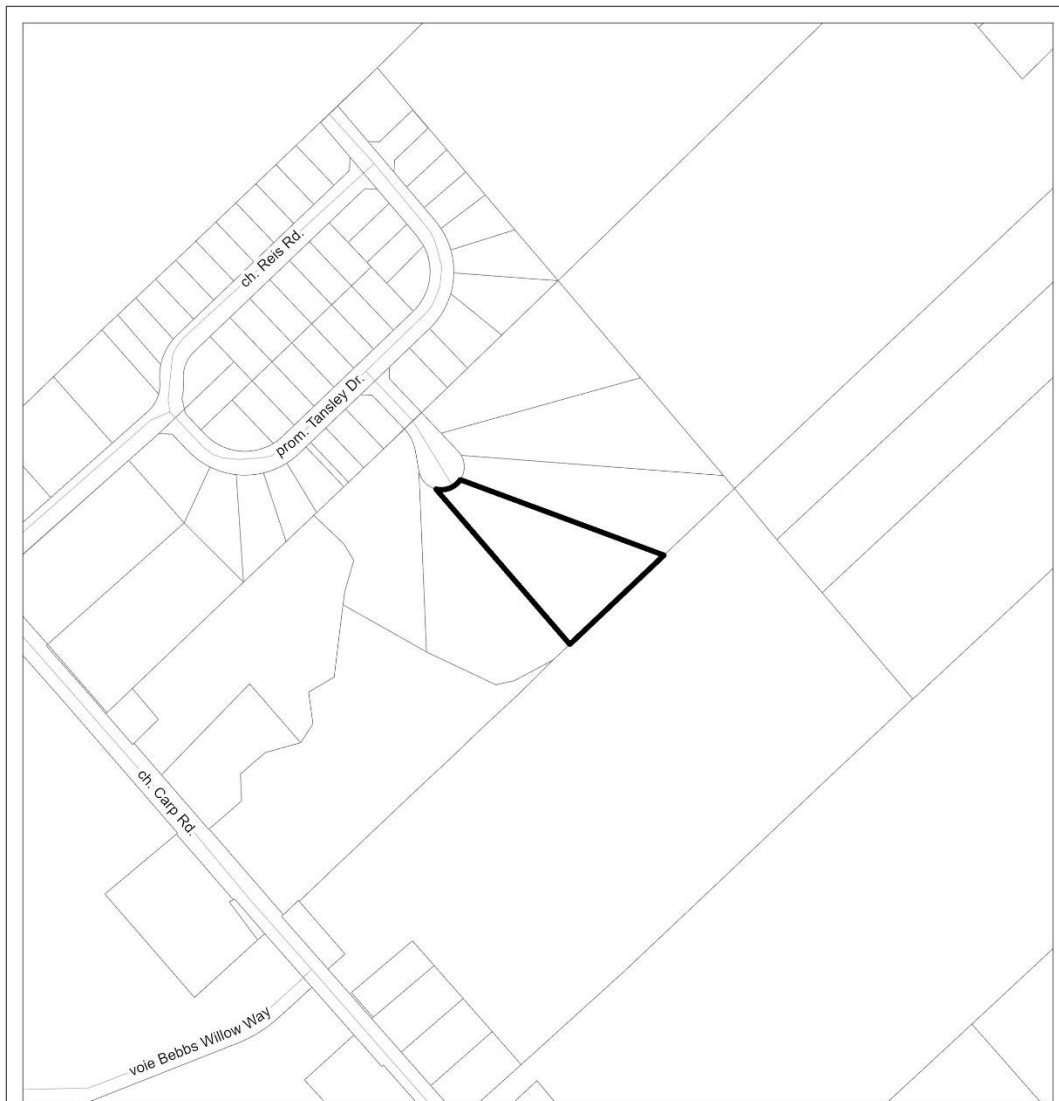 ch. Reis Rd.
prom. Tansley Dr.
ch. Carp Rd.
voie Bebbs Willow Way